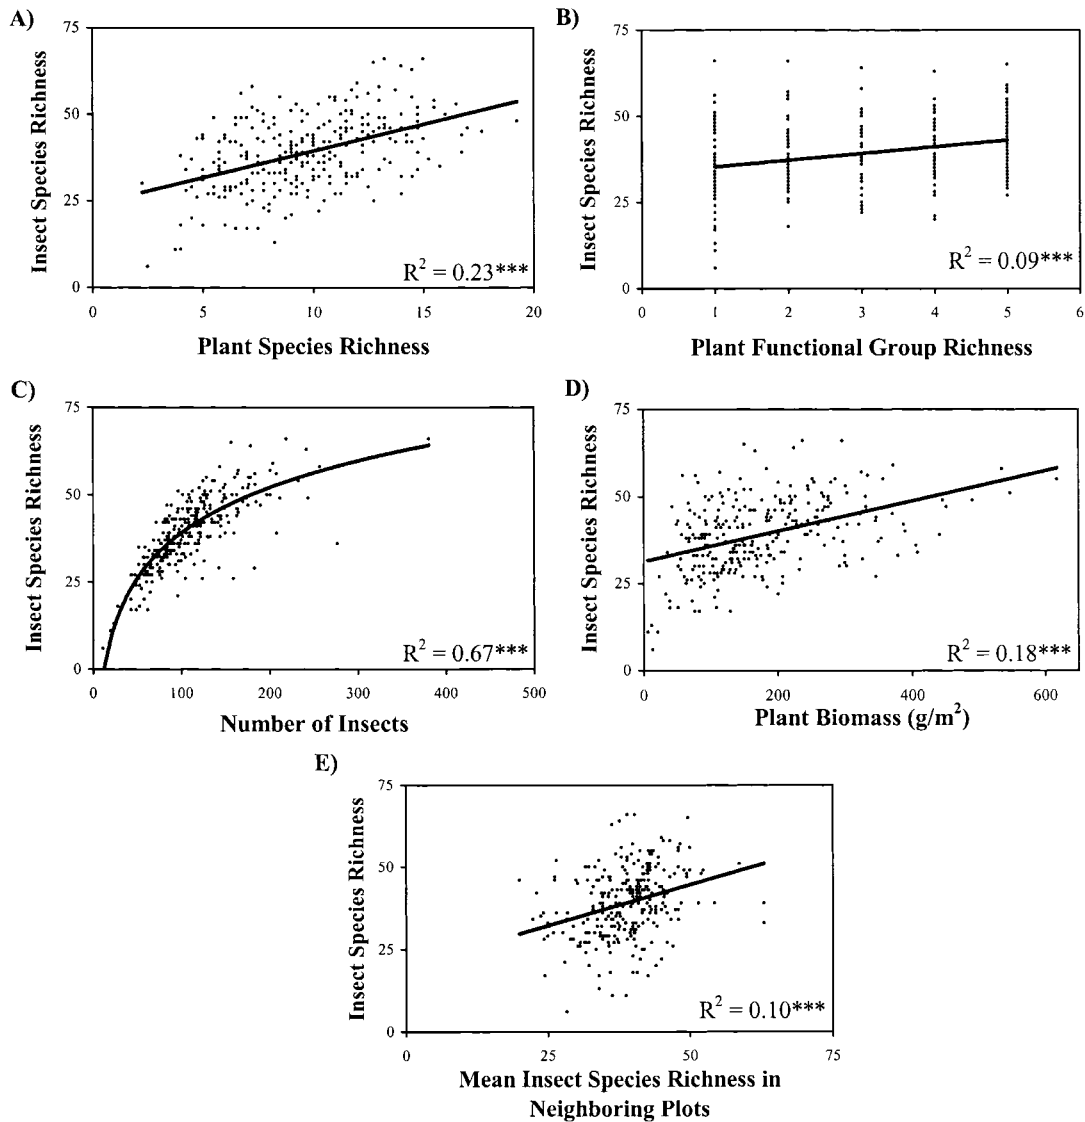 A)
75
50
25
0
Insect Species Richness
R² = 0.23***
0 5 10 15 20
Plant Species Richness
B)
75
50
25
0
Insect Species Richness
R² = 0.09***
0 1 2 3 4 5 6
Plant Functional Group Richness
C)
75
50
25
0
Insect Species Richness
R² = 0.67***
0 100 200 300 400 500
Number of Insects
D)
75
50
25
0
Insect Species Richness
R² = 0.18***
0 200 400 600
Plant Biomass (g/m²)
E)
75
50
25
0
Insect Species Richness
R² = 0.10***
0 25 50 75
Mean Insect Species Richness in
Neighboring Plots